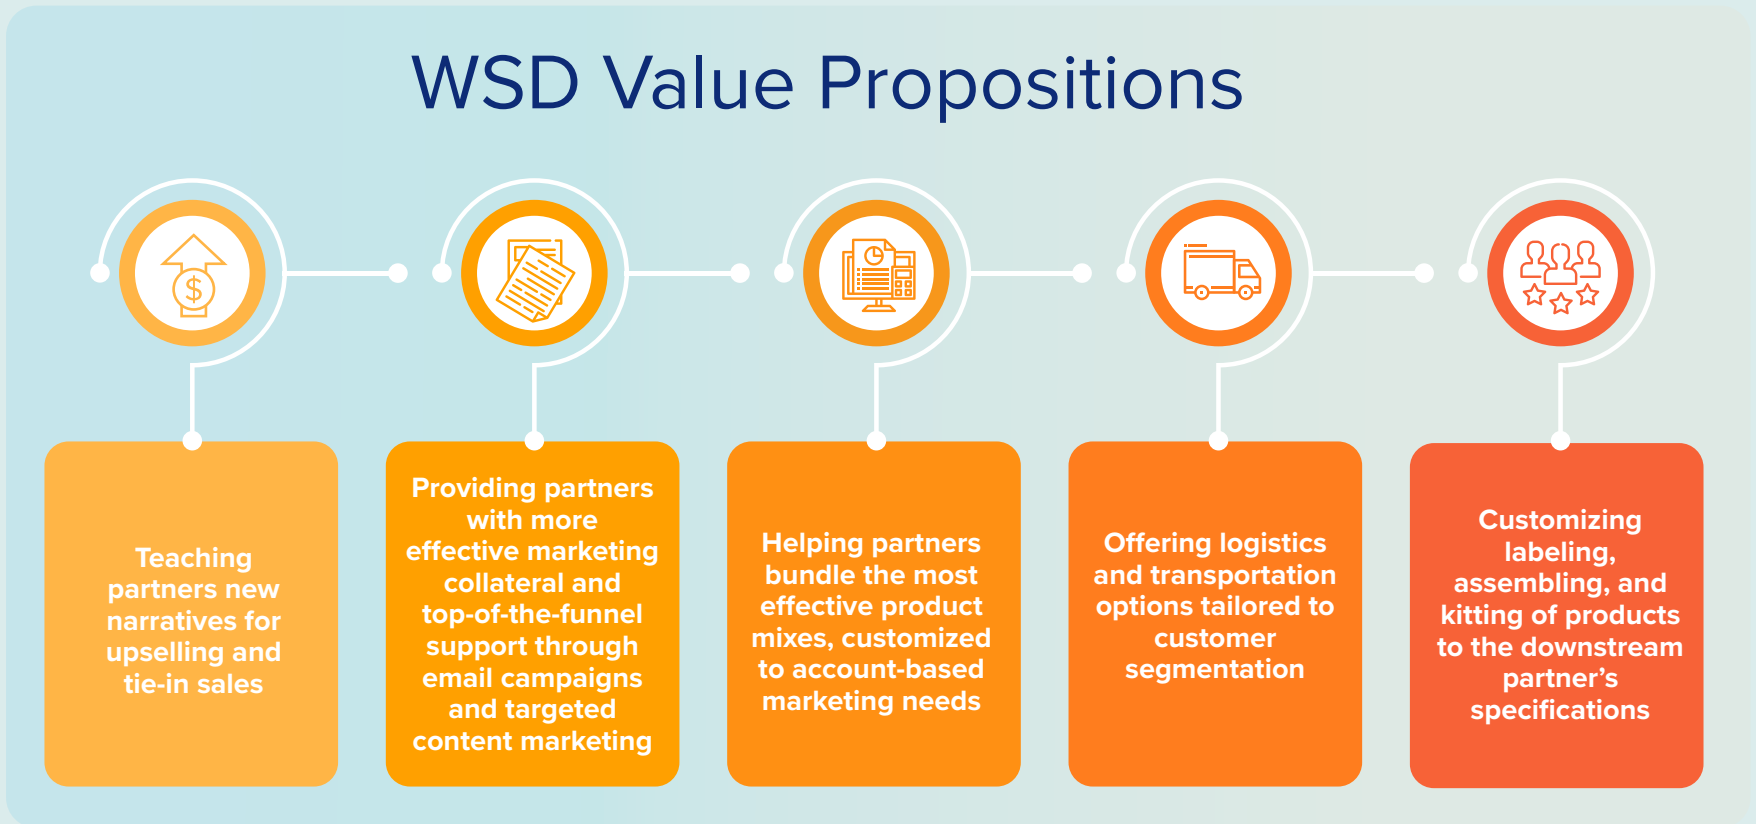 WSD Value Propositions
$
Teaching
partners new
narratives for
upselling and
tie-in sales
Providing partners
with more
effective marketing
collateral and
top-of-the-funnel
support through
email campaigns
and targeted
content marketing
Helping partners
bundle the most
effective product
mixes, customized
to account-based
marketing needs
Offering logistics
and transportation
options tailored to
customer
segmentation
Customizing
labeling,
assembling, and
kitting of products
to the downstream
partner’s
specifications